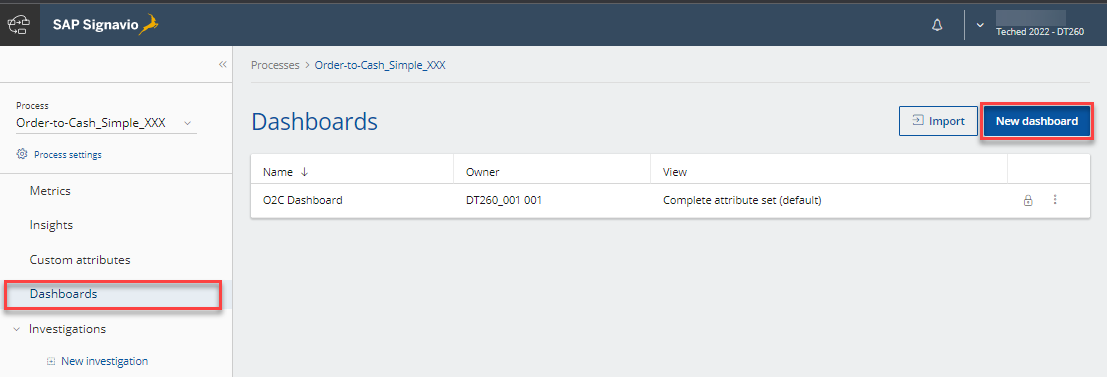 SAP Signavio
Teched 2022 - DT260
Process
Order-to-Cash_Simple_XXX
Process settings
Metrics
Insights
Custom attributes
Dashboards
Investigations
New investigation
Processes > Order-to-Cash_Simple_XXX
Dashboards
Import
New dashboard
Name ↓ Owner View
O2C Dashboard DT260_001 001 Complete attribute set (default)